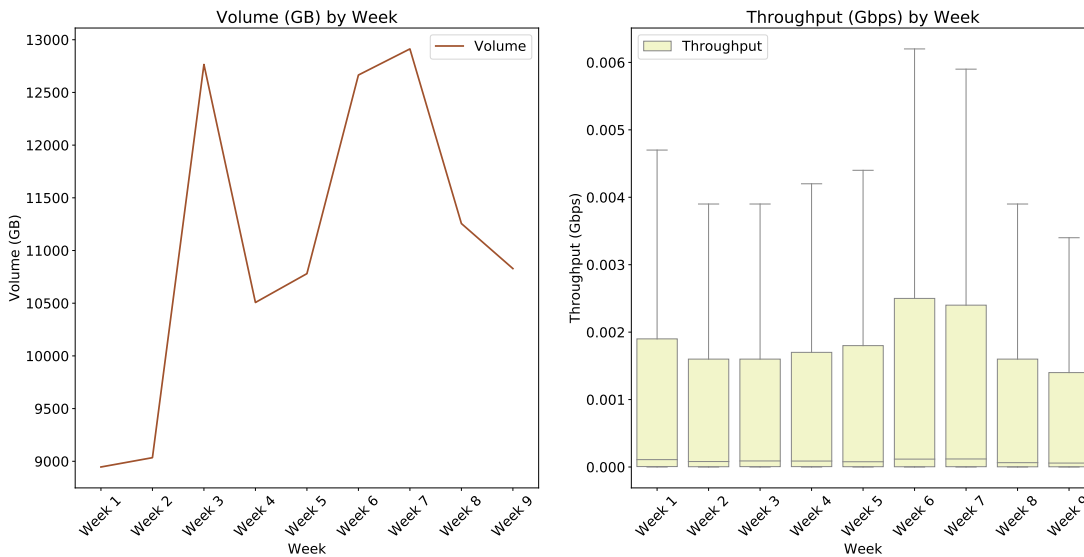 Volume (GB) by Week
Volume
13000
12500
12000
11500
11000
10500
10000
9500
9000
Volume (GB)
Week 1
Week 2
Week 3
Week 4
Week 5
Week 6
Week 7
Week 8
Week 9
Week
Throughput (Gbps) by Week
Throughput
0.006
0.005
0.004
0.003
0.002
0.001
0.000
Throughput (Gbps)
Week 1
Week 2
Week 3
Week 4
Week 5
Week 6
Week 7
Week 8
Week 9
Week